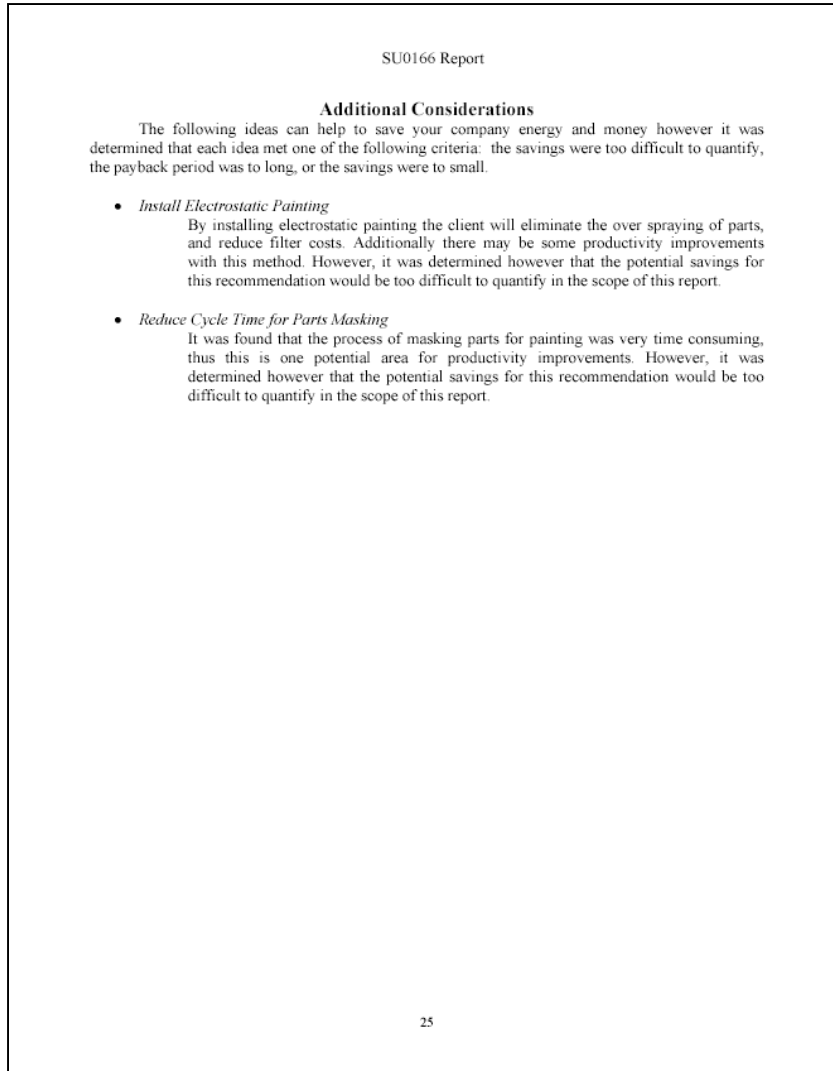 SU0166 Report
Additional Considerations
The following ideas can help to save your company energy and money however it was
determined that each idea met one of the following criteria: the savings were too difficult to quantify,
the payback period was to long, or the savings were to small.
• Install Electrostatic Painting
By installing electrostatic painting the client will eliminate the over spraying of parts,
and reduce filter costs. Additionally there may be some productivity improvements
with this method. However, it was determined however that the potential savings for
this recommendation would be too difficult to quantify in the scope of this report.
• Reduce Cycle Time for Parts Masking
It was found that the process of masking parts for painting was very time consuming,
thus this is one potential area for productivity improvements. However, it was
determined however that the potential savings for this recommendation would be too
difficult to quantify in the scope of this report.
25